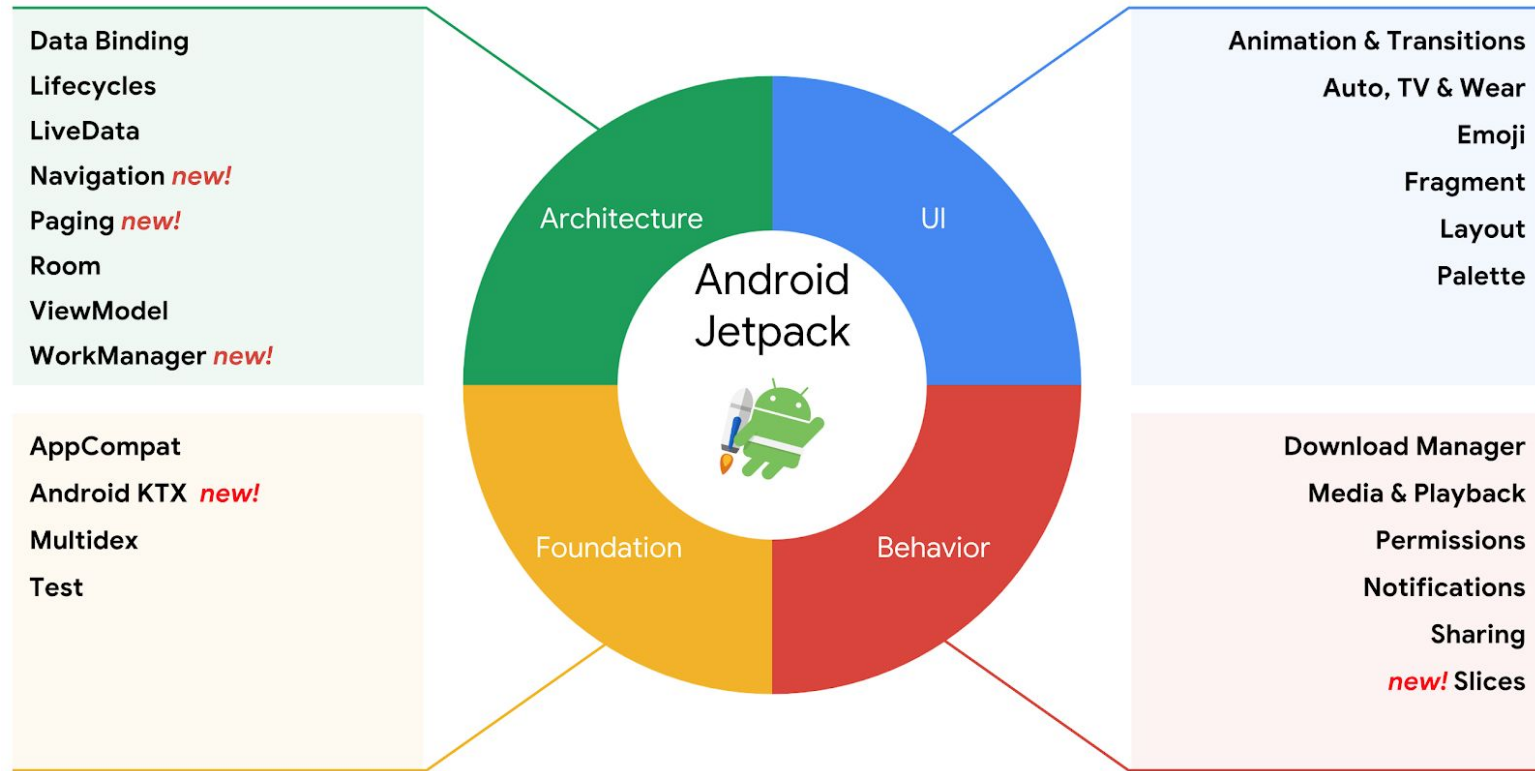 Data Binding
Lifecycles
LiveData
Navigation new!
Paging new!
Room
ViewModel
WorkManager new!
Animation & Transitions
Auto, TV & Wear
Emoji
Fragment
Layout
Palette
Architecture
UI
Android
Jetpack
Foundation
Behavior
AppCompat
Android KTX new!
Multidex
Test
Download Manager
Media & Playback
Permissions
Notifications
Sharing
new! Slices